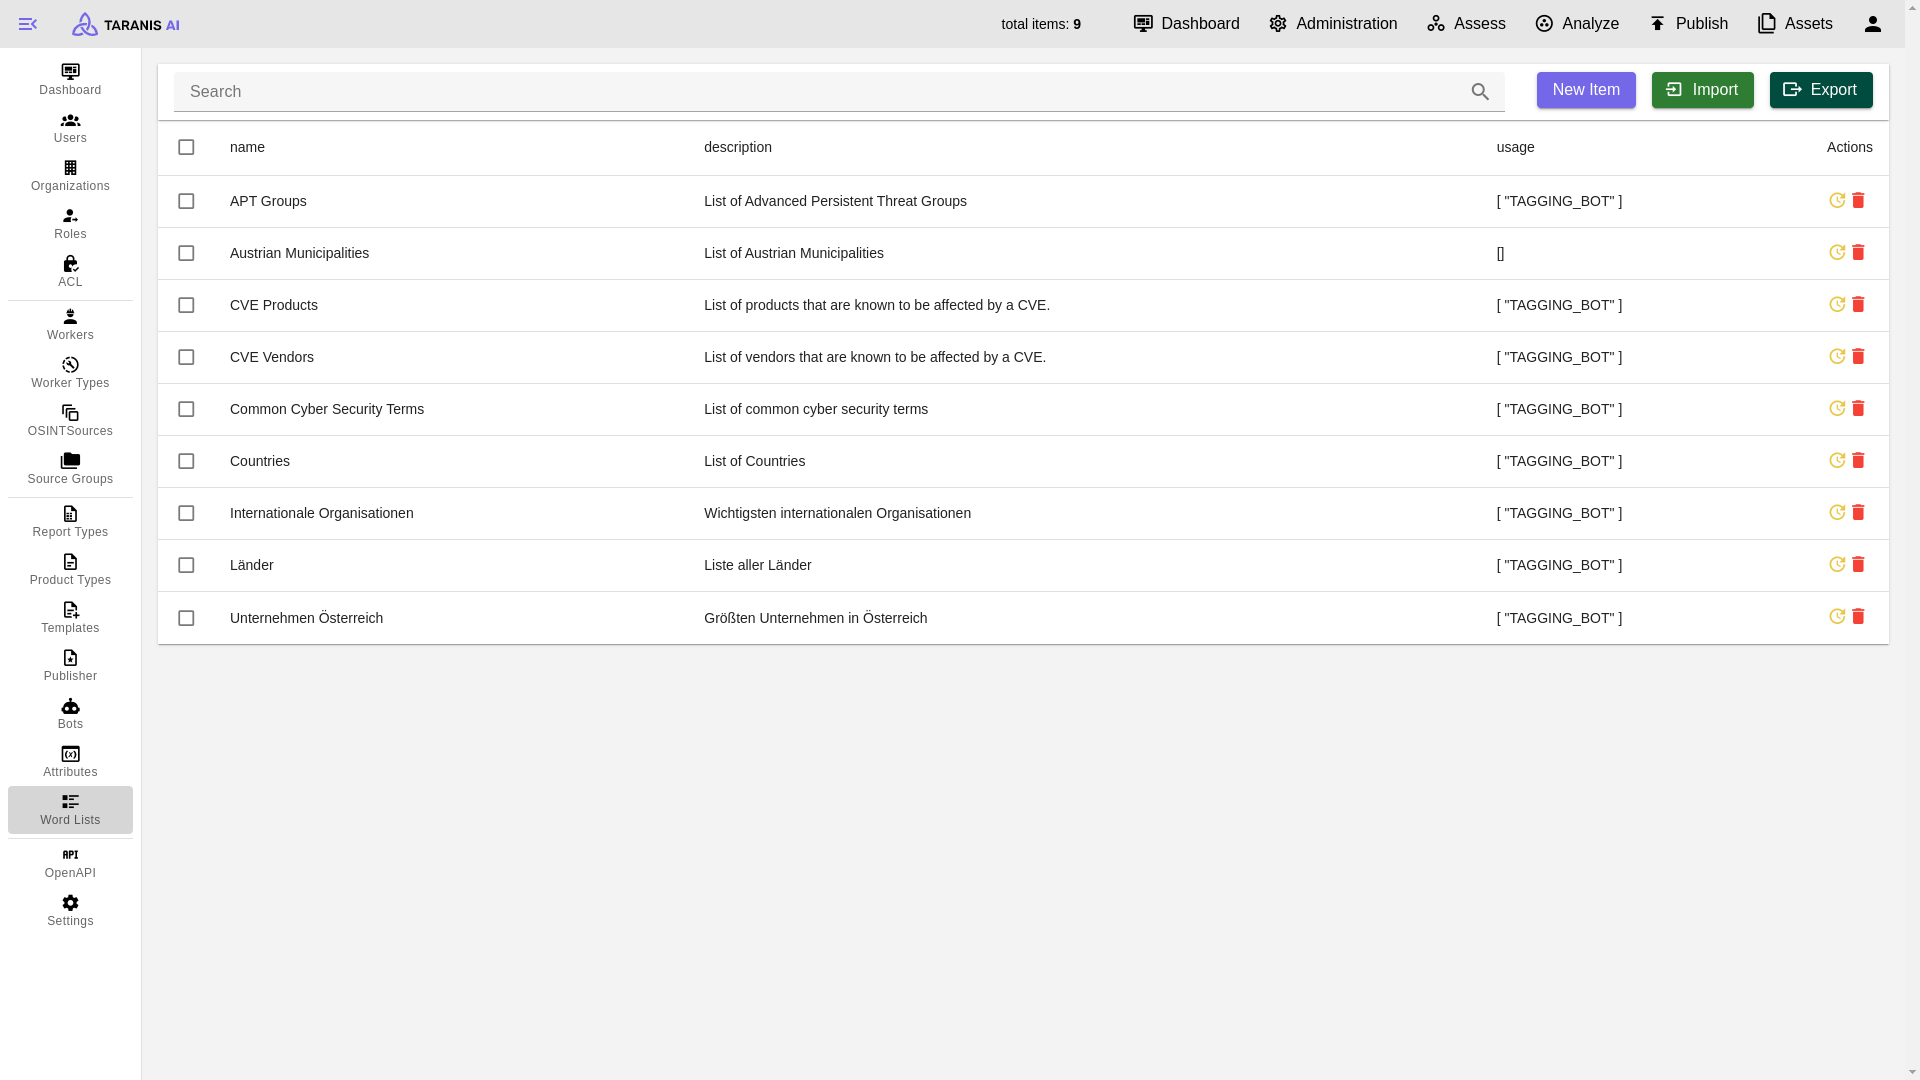 TARANIS AI
total items: 9
Dashboard
Administration
Assess
Analyze
Publish
Assets
Dashboard
Users
Organizations
Roles
ACL
Workers
Worker Types
OSINTSources
Source Groups
Report Types
Product Types
Templates
Publisher
Bots
Attributes
Word Lists
API
OpenAPI
Settings
Search
New Item
Import
Export
name description usage Actions
APT Groups List of Advanced Persistent Threat Groups [ "TAGGING_BOT" ]
Austrian Municipalities List of Austrian Municipalities []
CVE Products List of products that are known to be affected by a CVE. [ "TAGGING_BOT" ]
CVE Vendors List of vendors that are known to be affected by a CVE. [ "TAGGING_BOT" ]
Common Cyber Security Terms List of common cyber security terms [ "TAGGING_BOT" ]
Countries List of Countries [ "TAGGING_BOT" ]
Internationale Organisationen Wichtigsten internationalen Organisationen [ "TAGGING_BOT" ]
Länder Liste aller Länder [ "TAGGING_BOT" ]
Unternehmen Österreich Größten Unternehmen in Österreich [ "TAGGING_BOT" ]